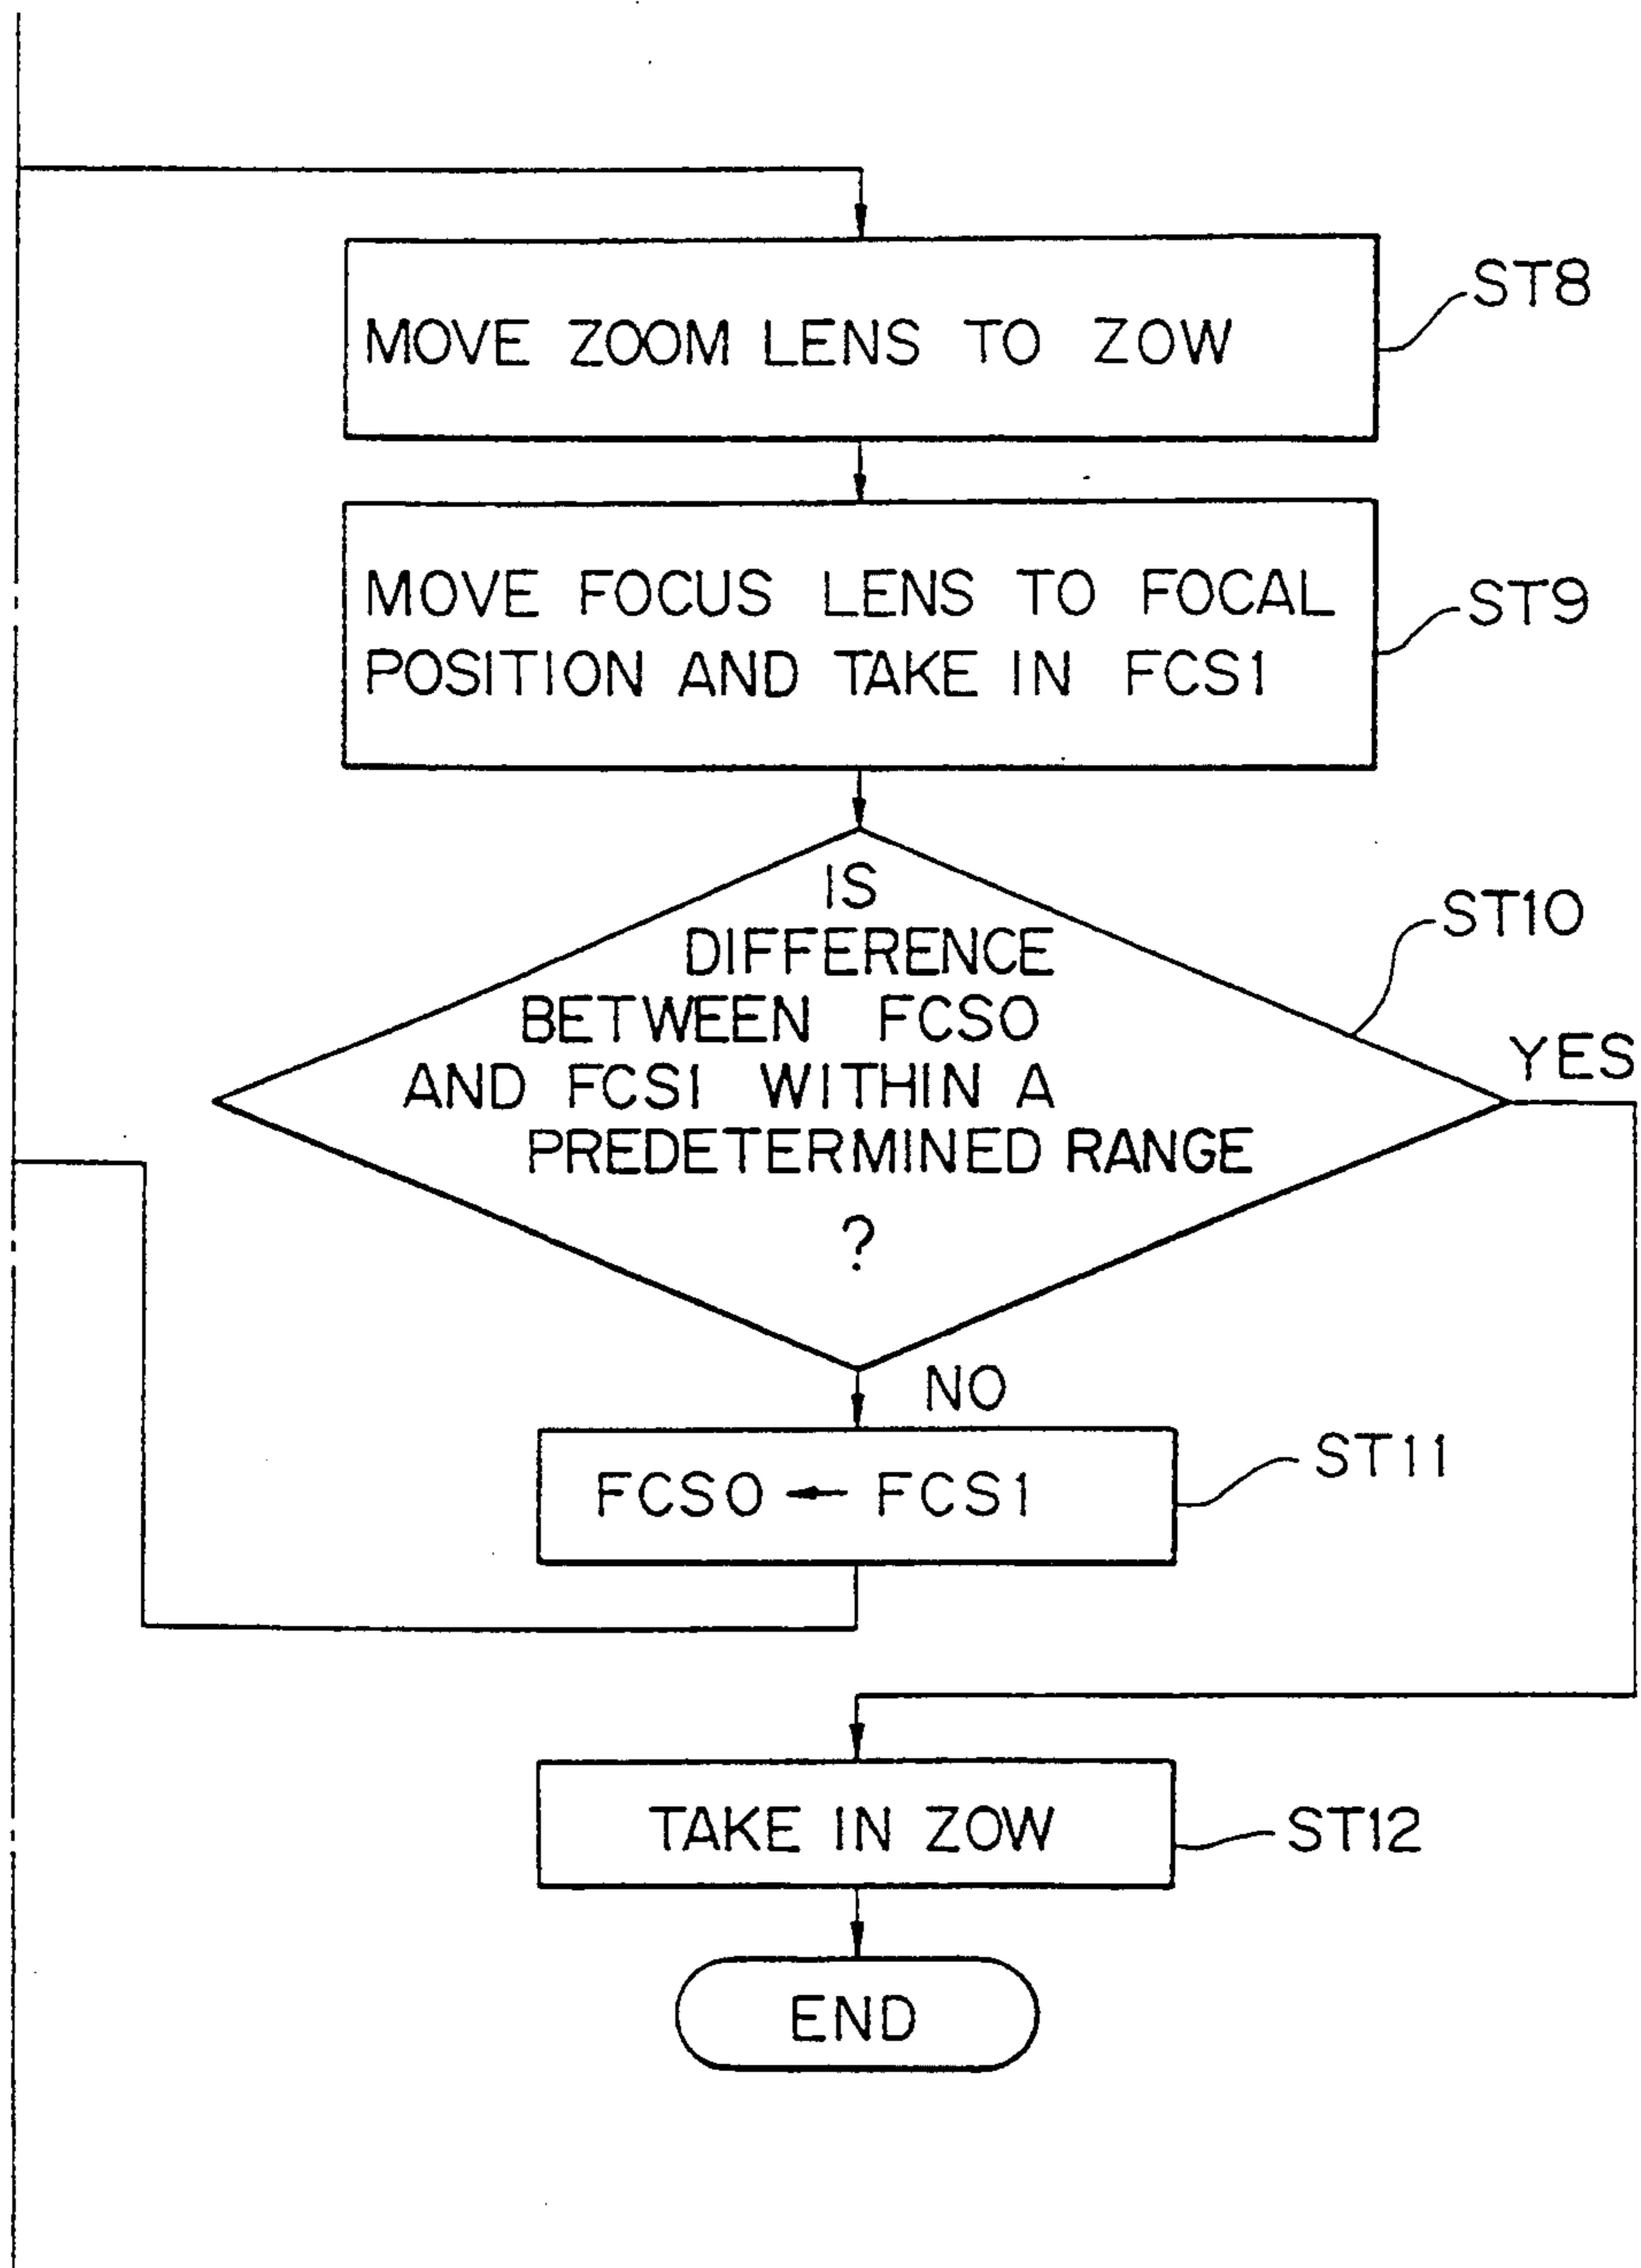 ST8
MOVE ZOOM LENS TO ZOW
ST9
MOVE FOCUS LENS TO FOCAL
POSITION AND TAKE IN FCS1
ST10
IS
DIFFERENCE
BETWEEN FCS0
AND FCS1 WITHIN A
PREDETERMINED RANGE
?
YES
NO
ST11
FCS0 ← FCS1
TAKE IN ZOW
ST12
END